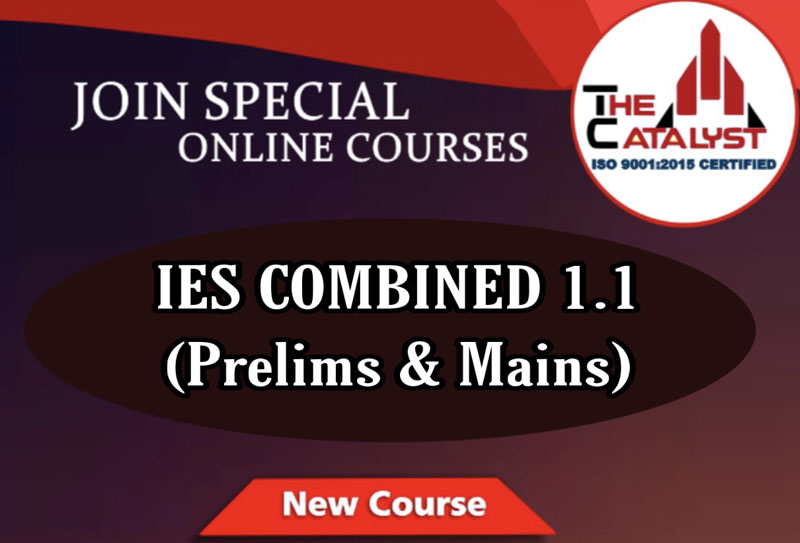 JOIN SPECIAL
ONLINE COURSES
THE
CATALYST
ISO 9001:2015 CERTIFIED
IES COMBINED 1.1
(Prelims & Mains)
New Course